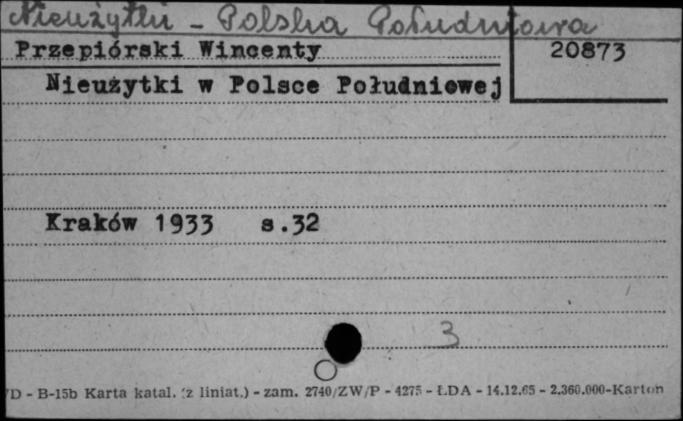 Nieużytki - Polska Południowa
Przepiórski Wincenty 20873
Nieużytki w Polsce Południowej
Kraków 1933 s.32
3
/D - B-15b Karta katal. (z liniat.) - zam. 2740/ZW/P - 4275 - ŁDA - 14.12.65 - 2.360.000-Karton